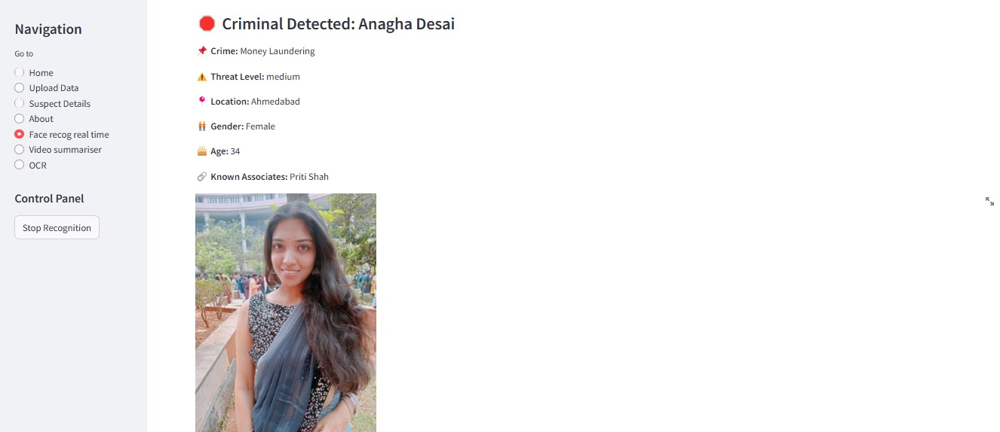 Navigation
Go to
Home
Upload Data
Suspect Details
About
Face recog real time
Video summariser
OCR
Control Panel
Stop Recognition
Criminal Detected: Anagha Desai
Crime: Money Laundering
Threat Level: medium
Location: Ahmedabad
Gender: Female
Age: 34
Known Associates: Priti Shah